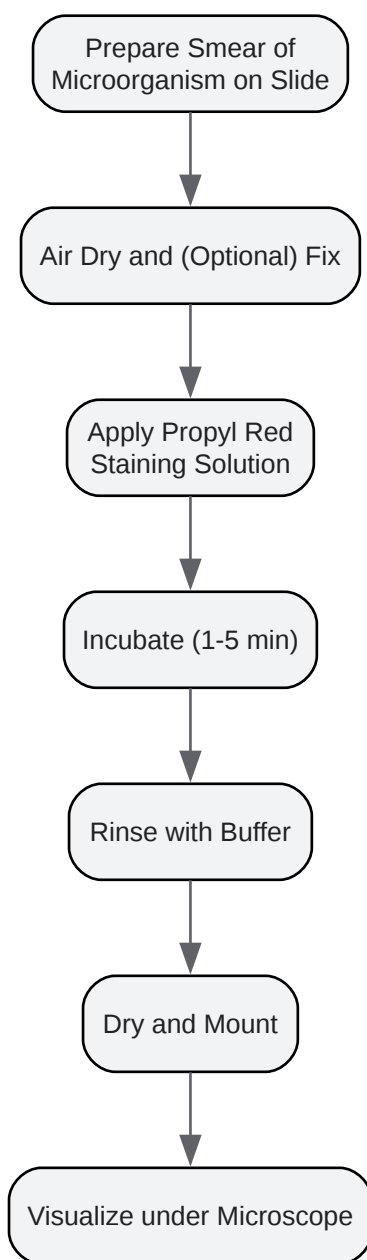 Prepare Smear of
Microorganism on Slide
Air Dry and (Optional) Fix
Apply Propyl Red
Staining Solution
Incubate (1-5 min)
Rinse with Buffer
Dry and Mount
Visualize under Microscope